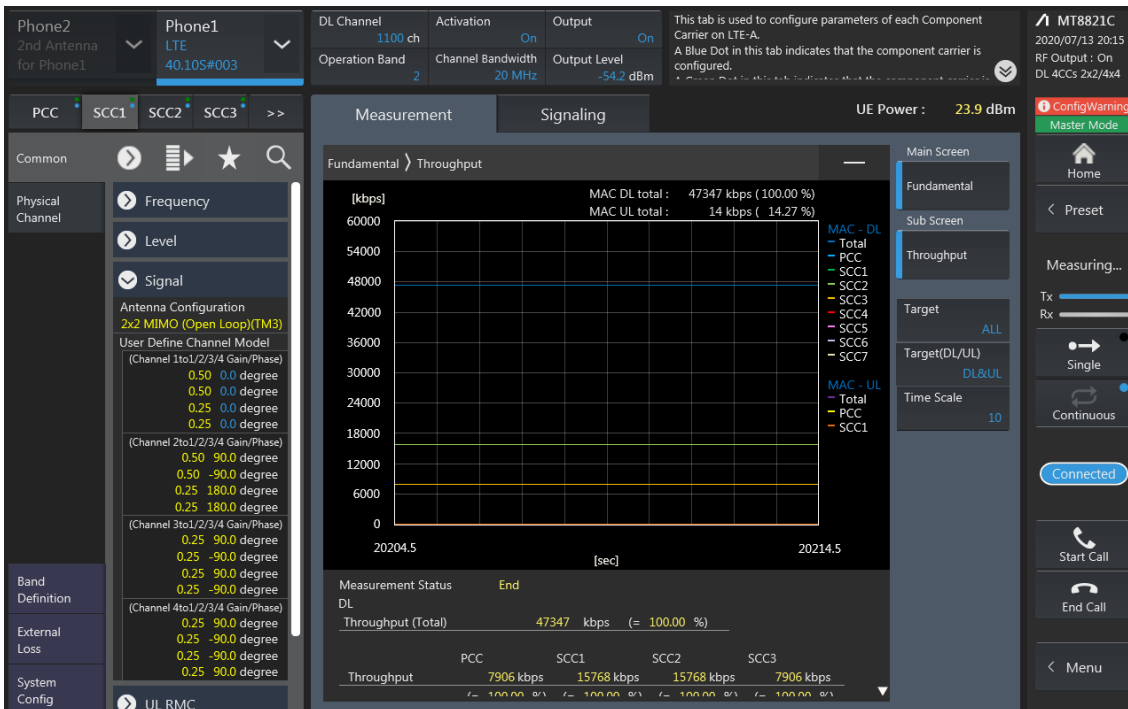 Phone2
2nd Antenna
for Phone1
Phone1
LTE
40.10S#003
DL Channel
1100 ch
Operation Band
2
Activation
On
Channel Bandwidth
20 MHz
Output
On
Output Level
-54.2 dBm
This tab is used to configure parameters of each Component
Carrier on LTE-A.
A Blue Dot in this tab indicates that the component carrier is
configured.
MT8821C
2020/07/13 20:15
RF Output : On
DL 4CCs 2x2/4x4
PCC SCC1 SCC2 SCC3 >>
Measurement
Signaling
UE Power : 23.9 dBm
ConfigWarning
Master Mode
Home
< Preset
Measuring...
Tx
Rx
Single
Continuous
Connected
Start Call
End Call
< Menu
Common
Physical
Channel
Band
Definition
External
Loss
System
Config
Frequency
Level
Signal
Antenna Configuration
2x2 MIMO (Open Loop)(TM3)
User Define Channel Model
(Channel 1to1/2/3/4 Gain/Phase)
0.50 0.0 degree
0.50 0.0 degree
0.25 0.0 degree
0.25 0.0 degree
(Channel 2to1/2/3/4 Gain/Phase)
0.50 90.0 degree
0.50 -90.0 degree
0.25 180.0 degree
0.25 180.0 degree
(Channel 3to1/2/3/4 Gain/Phase)
0.25 90.0 degree
0.25 -90.0 degree
0.25 90.0 degree
0.25 -90.0 degree
(Channel 4to1/2/3/4 Gain/Phase)
0.25 90.0 degree
0.25 -90.0 degree
0.25 -90.0 degree
0.25 90.0 degree
UL RMC
Fundamental ❭ Throughput
[kbps]
MAC DL total : 47347 kbps (100.00 %)
MAC UL total : 14 kbps ( 14.27 %)
60000
54000
48000
42000
36000
30000
24000
18000
12000
6000
0
20204.5
[sec]
20214.5
MAC - DL
Total
PCC
SCC1
SCC2
SCC3
SCC4
SCC5
SCC6
SCC7
MAC - UL
Total
PCC
SCC1
Measurement Status End
DL
Throughput (Total) 47347 kbps (= 100.00 %)
PCC SCC1 SCC2 SCC3
Throughput 7906 kbps 15768 kbps 15768 kbps 7906 kbps
(= 100.00 %) (= 100.00 %) (= 100.00 %) (= 100.00 %)
Main Screen
Fundamental
Sub Screen
Throughput
Target
ALL
Target(DL/UL)
DL&UL
Time Scale
10